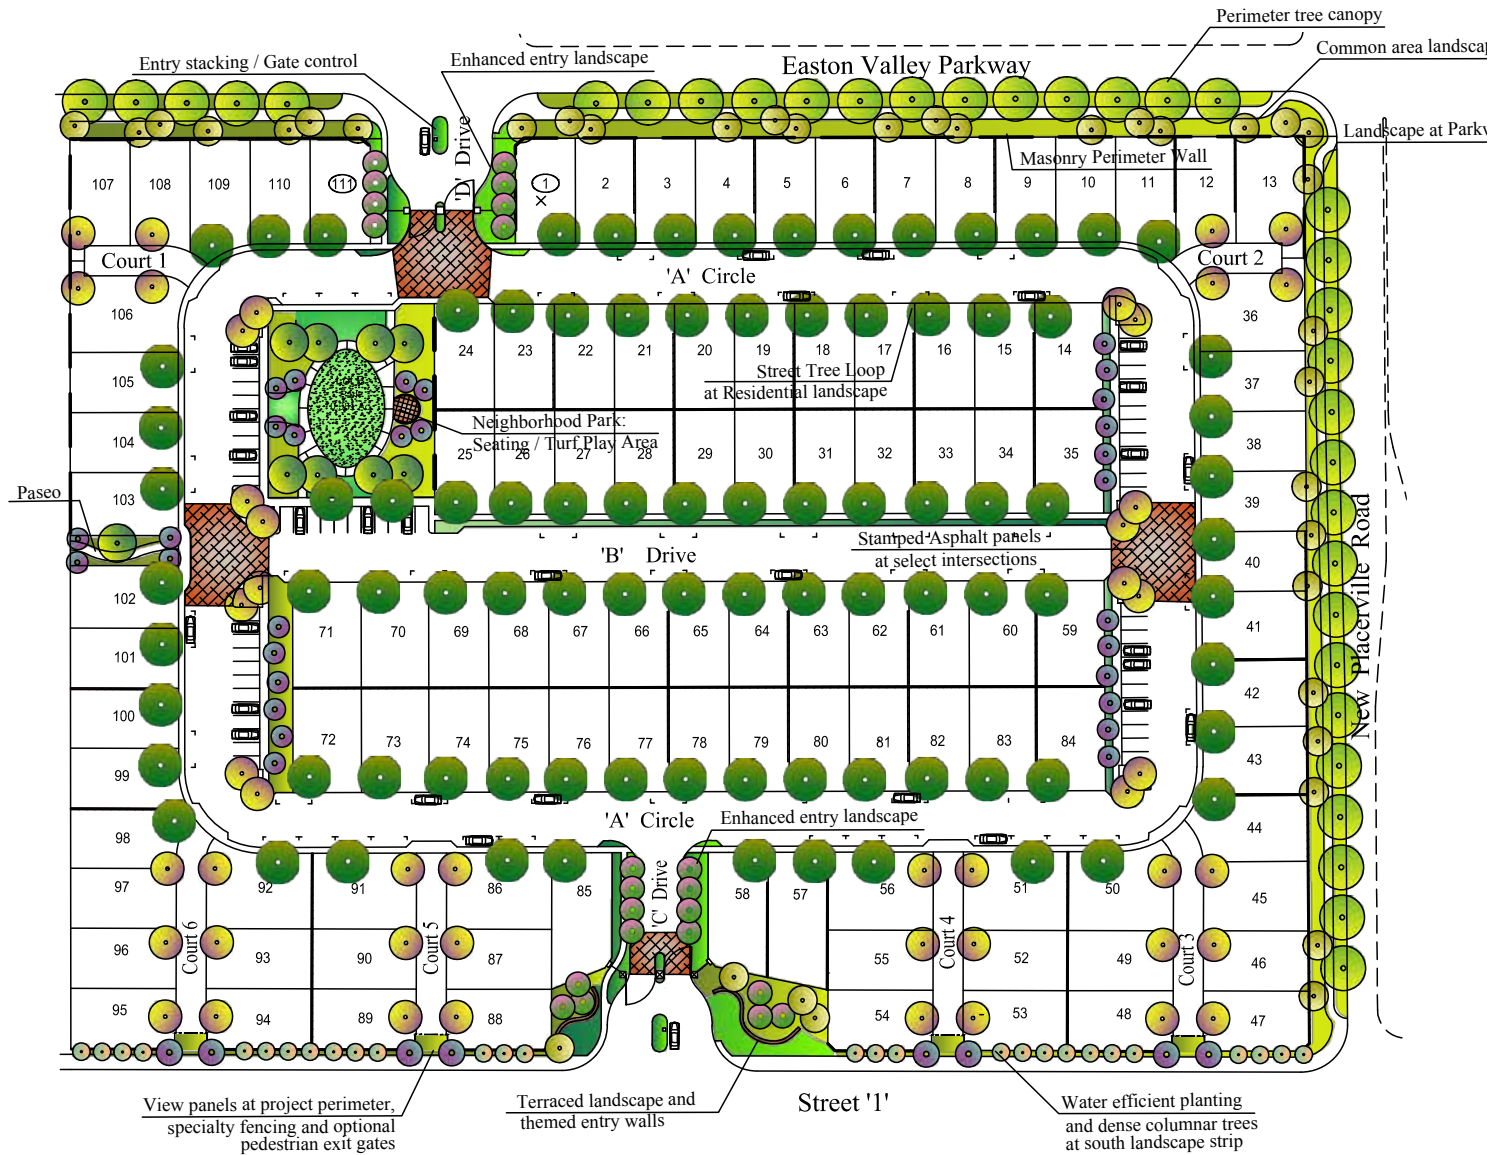 Perimeter tree canopy
Entry stacking / Gate control
Enhanced entry landscape
Easton Valley Parkway
Common area landsca
'D' Drive
Landscape at Parkw
Masonry Perimeter Wall
107 108 109 110 111 1 2 3 4 5 6 7 8 9 10 11 12 13
Court 1
Court 2
'A' Circle
106
36
24 23 22 21 20 19 18 17 16 15 14
105
37
Street Tree Loop
at Residential landscape
104
38
Neighborhood Park:
Seating / Turf Play Area
25 26 27 28 29 30 31 32 33 34 35
Paseo
103
39
New Placerville Road
'B' Drive
Stamped Asphalt panels
at select intersections
40
102
41
71 70 69 68 67 66 65 64 63 62 61 60 59
101
42
100
72 73 74 75 76 77 78 79 80 81 82 83 84
99
43
'A' Circle
Enhanced entry landscape
98
44
97 92 91 86 85 58 57 56 51 50 45
'C' Drive
Court 6
Court 5
Court 4
Court 3
96 93 90 87 55 52 49 46
95 94 89 88 54 53 48 47
View panels at project perimeter,
specialty fencing and optional
pedestrian exit gates
Terraced landscape and
themed entry walls
Street '1'
Water efficient planting
and dense columnar trees
at south landscape strip